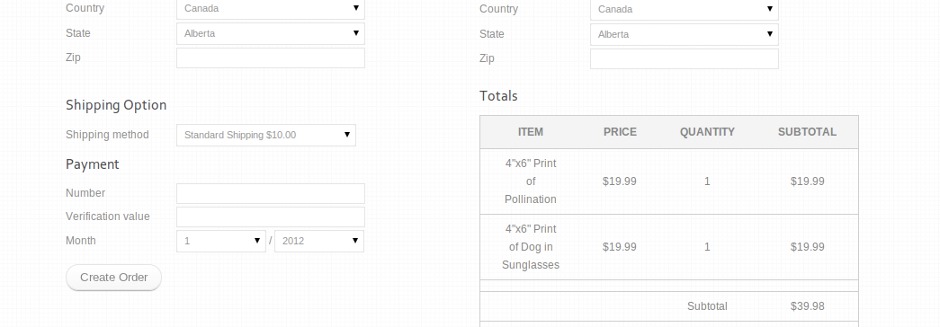 Country Canada
State Alberta
Zip
Shipping Option
Shipping method Standard Shipping $10.00
Payment
Number
Verification value
Month 1 / 2012
Create Order
Country Canada
State Alberta
Zip
Totals
ITEM PRICE QUANTITY SUBTOTAL
4"x6" Print
of $19.99 1 $19.99
Pollination
4"x6" Print
of Dog in $19.99 1 $19.99
Sunglasses
Subtotal $39.98